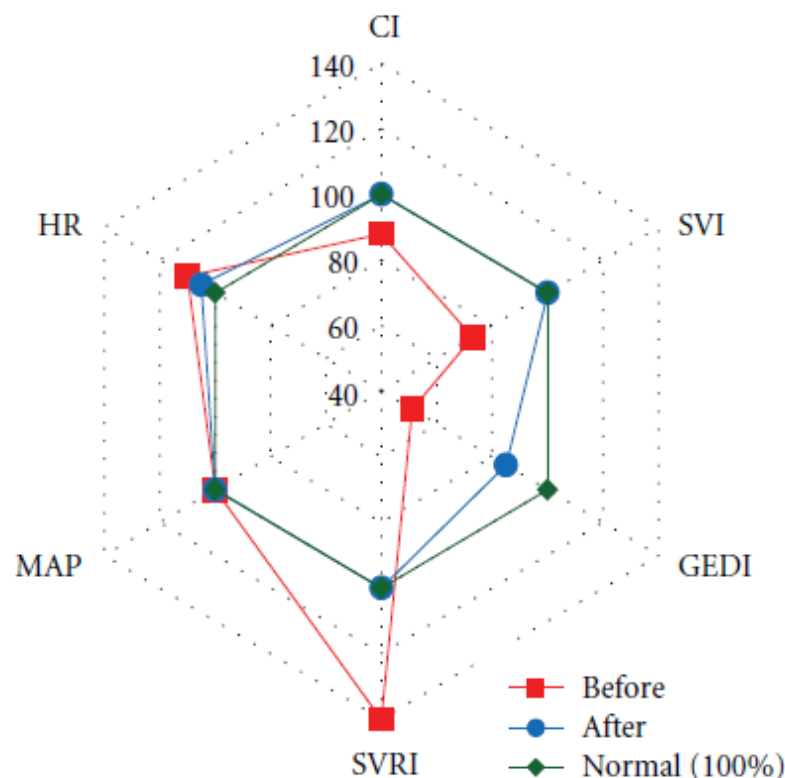 CI
140
120
100
80
60
40
HR
SVI
MAP
GEDI
SVRI
Before
After
Normal (100%)